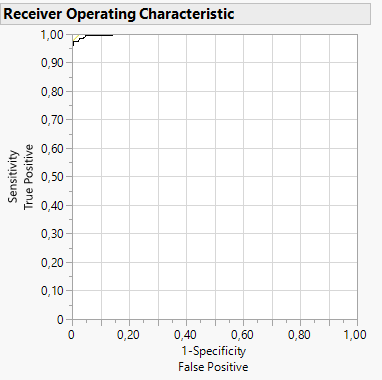 Receiver Operating Characteristic
1,00
0,90
0,80
0,70
0,60
0,50
0,40
0,30
0,20
0,10
0
Sensitivity
True Positive
0 0,20 0,40 0,60 0,80 1,00
1-Specificity
False Positive